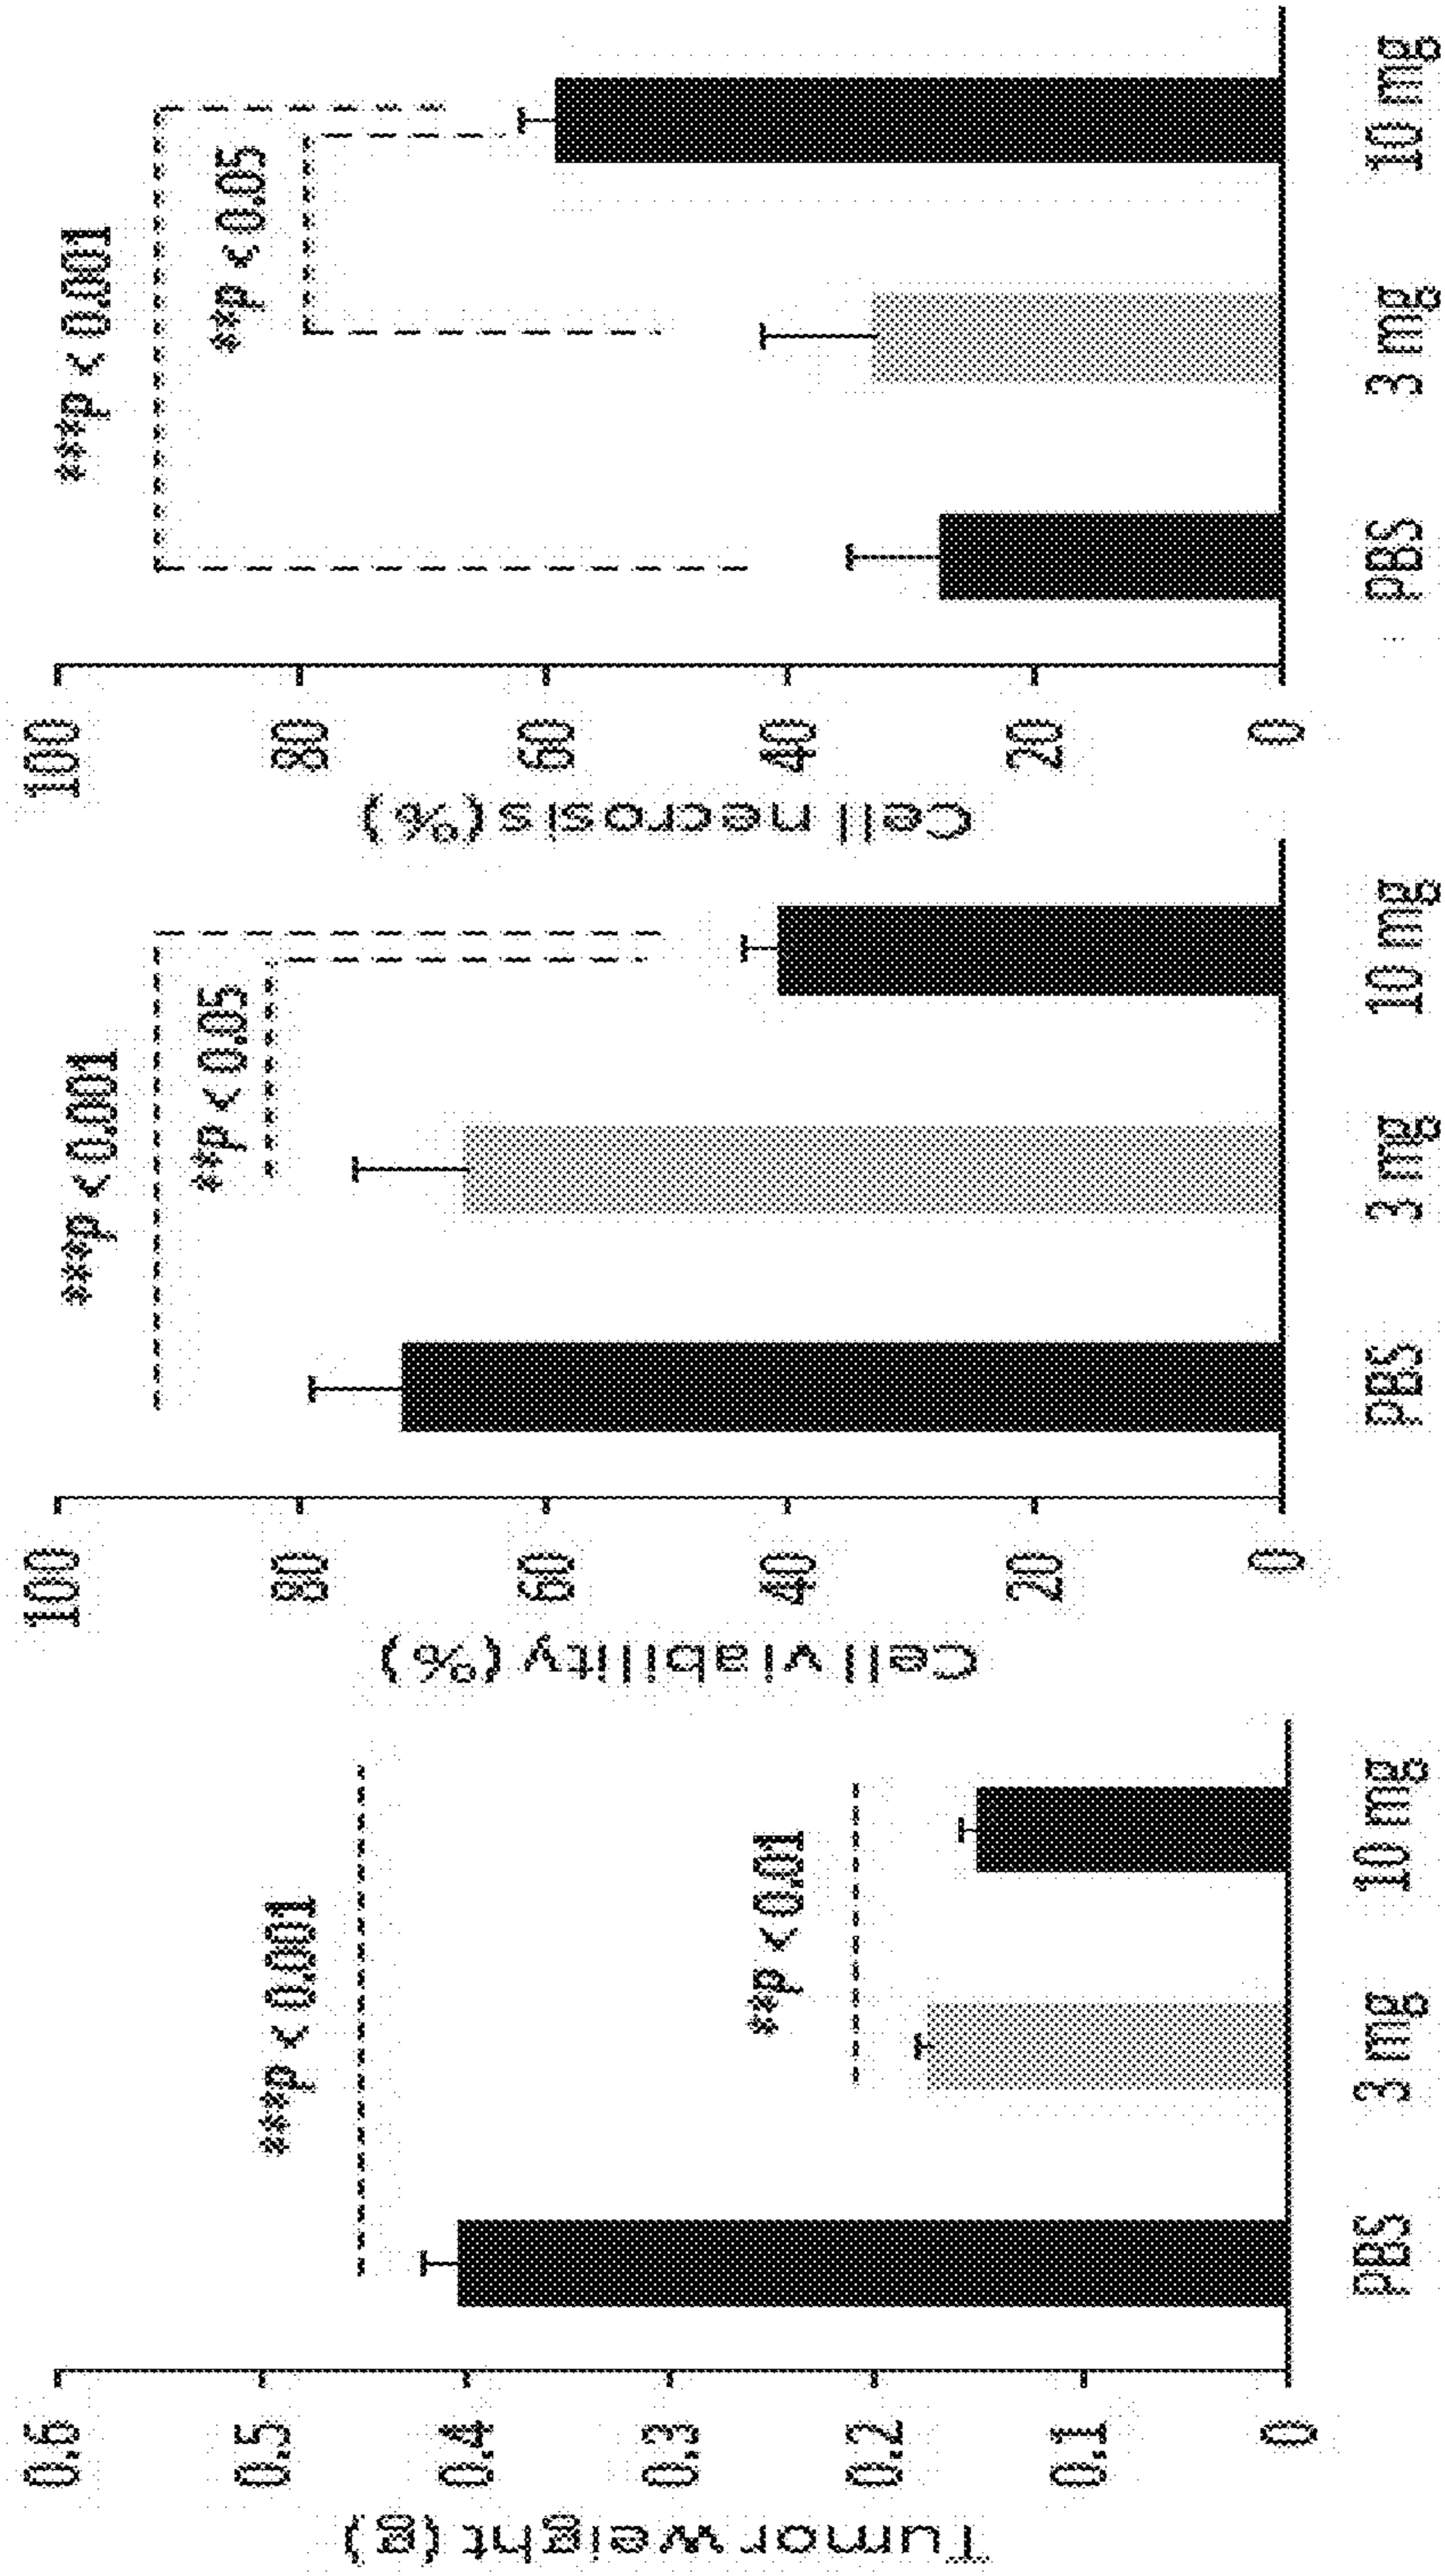 Tumor weight (g)
0.6
0.5
0.4
0.3
0.2
0.1
0
***p < 0.001
**p < 0.01
PBS
3 mg
10 mg
Cell viability (%)
100
80
60
40
20
0
***p < 0.001
**p < 0.05
PBS
3 mg
10 mg
Cell necrosis (%)
100
80
60
40
20
0
***p < 0.001
**p < 0.05
PBS
3 mg
10 mg